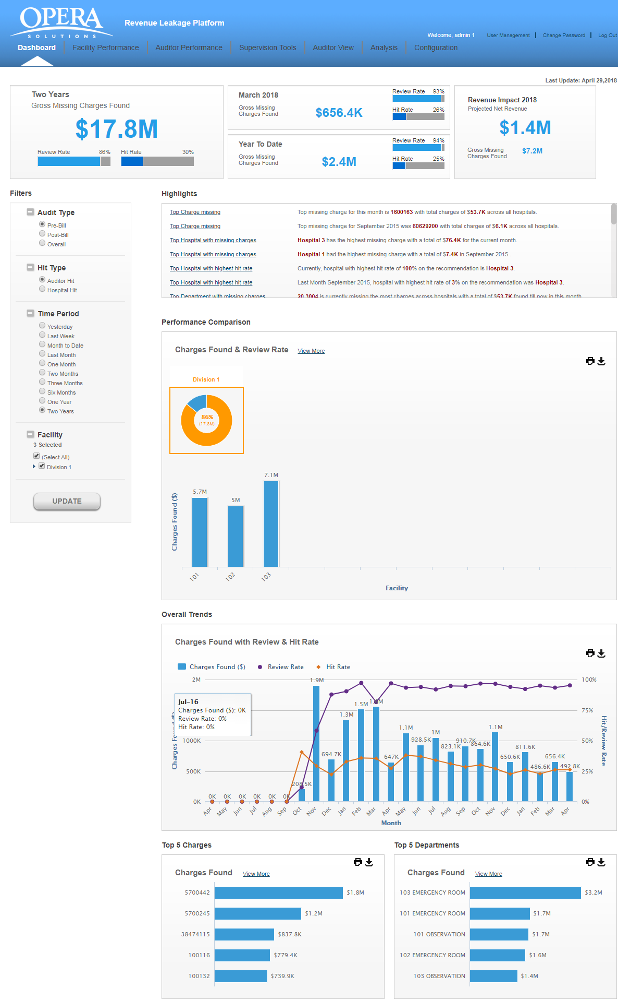 OPERA
SOLUTIONS
Revenue Leakage Platform
Welcome, admin 1
User Management
Change Password
Log Out
Dashboard
Facility Performance
Auditor Performance
Supervision Tools
Auditor View
Analysis
Configuration
Last Update: April 29,2018
Two Years
Gross Missing Charges Found
$17.8M
Review Rate 86%
Hit Rate 30%
March 2018
Gross Missing
Charges Found
$656.4K
Review Rate 93%
Hit Rate 26%
Year To Date
Gross Missing
Charges Found
$2.4M
Review Rate 94%
Hit Rate 25%
Revenue Impact 2018
Projected Net Revenue
$1.4M
Gross Missing
Charges Found
$7.2M
Filters
Audit Type
Pre-Bill
Post-Bill
Overall
Hit Type
Auditor Hit
Hospital Hit
Time Period
Yesterday
Last Week
Month to Date
Last Month
One Month
Two Months
Three Months
Six Months
One Year
Two Years
Facility
3 Selected
(Select All)
Division 1
UPDATE
Highlights
Top Charge missing Top missing charge for this month is 1600163 with total charges of $53.7K across all hospitals.
Top Charge missing Top missing charge for September 2015 was 60629200 with total charges of $6.1K across all hospitals.
Top Hospital with missing charges Hospital 3 has the highest missing charge with a total of $76.4K for the current month.
Top Hospital with missing charges Hospital 1 had the highest missing charge with a total of $7.4K in September 2015 .
Top Hospital with highest hit rate Currently, hospital with highest hit rate of 100% on the recommendation is Hospital 3.
Top Hospital with highest hit rate Last Month September 2015, hospital with highest hit rate of 3% on the recommendation was Hospital 3.
Top Department with missing charges 20.3004 is currently missing the most charges across hospitals with a total of $53.7K found till now in this month
Performance Comparison
Charges Found & Review Rate View More
Division 1
86%
(17.8M)
7.1M
5.7M
5M
Charges Found ($)
101 102 103
Facility
Overall Trends
Charges Found with Review & Hit Rate
Charges Found ($) Review Rate Hit Rate
2M
1000K
500K
0K
100%
75%
50%
25%
0%
Jul-16
Charges Found ($): 0K
Review Rate: 0%
Hit Rate: 0%
Hit/Review Rate
0K 0K 0K 0K 0K 0K 208.5K 1.9M 694.7K 1.3M 1.5M 647K 1.1M 928.5K 1M 823.1K 910.7K 864.6K 1.1M 650.6K 811.6K 486.6K 656.4K 492.8K
Apr May Jun Jul Aug Sep Oct Nov Dec Jan Feb Mar Apr May Jun Jul Aug Sep Oct Nov Dec Jan Feb Mar Apr
Month
Top 5 Charges
Charges Found View More
5700442 $1.8M
5700245 $1.2M
38474115 $837.8K
100116 $779.4K
100132 $739.9K
Top 5 Departments
Charges Found View More
103 EMERGENCY ROOM $3.2M
101 EMERGENCY ROOM $1.7M
101 OBSERVATION $1.7M
102 EMERGENCY ROOM $1.6M
103 OBSERVATION $1.4M